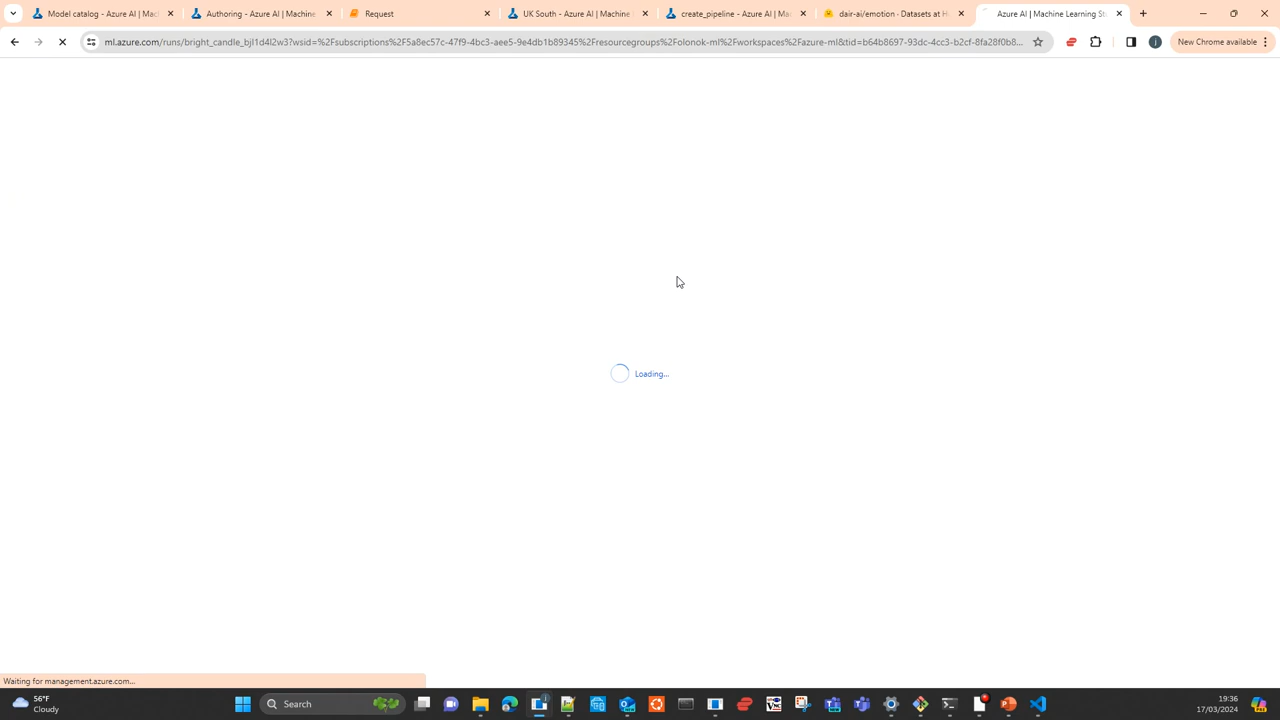 Model catalog - Azure AI | Mac
Authoring - Azure AI | Machine
Request
UK South - Azure AI | Machine
create_pipeline - Azure AI | Ma
dair-ai/emotion · Datasets at H
Azure AI | Machine Learning St
ml.azure.com/runs/bright_candle_bjl1d4l2w3?wsid=%2Fsubscriptions%2F5a8ec57c-47f9-4bc3-aee5-9e4db1b89345%2Fresourcegroups%2Folonok-ml%2Fworkspaces%2Fazure-ml&tid=b64b8697-93dc-4cc3-b2cf-8fa28f0b8...
New Chrome available
Loading...
Waiting for management.azure.com...
56°F
Cloudy
Search
19:36
17/03/2024